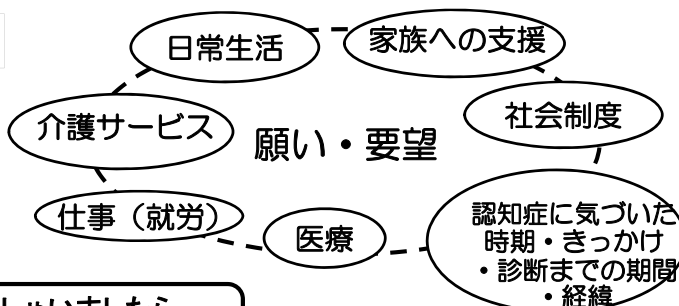 日常生活
家族への支援
介護サービス
社会制度
願い・要望
仕事（就労）
医療
認知症に気づいた
時期・きっかけ
・診断までの期間
・経緯